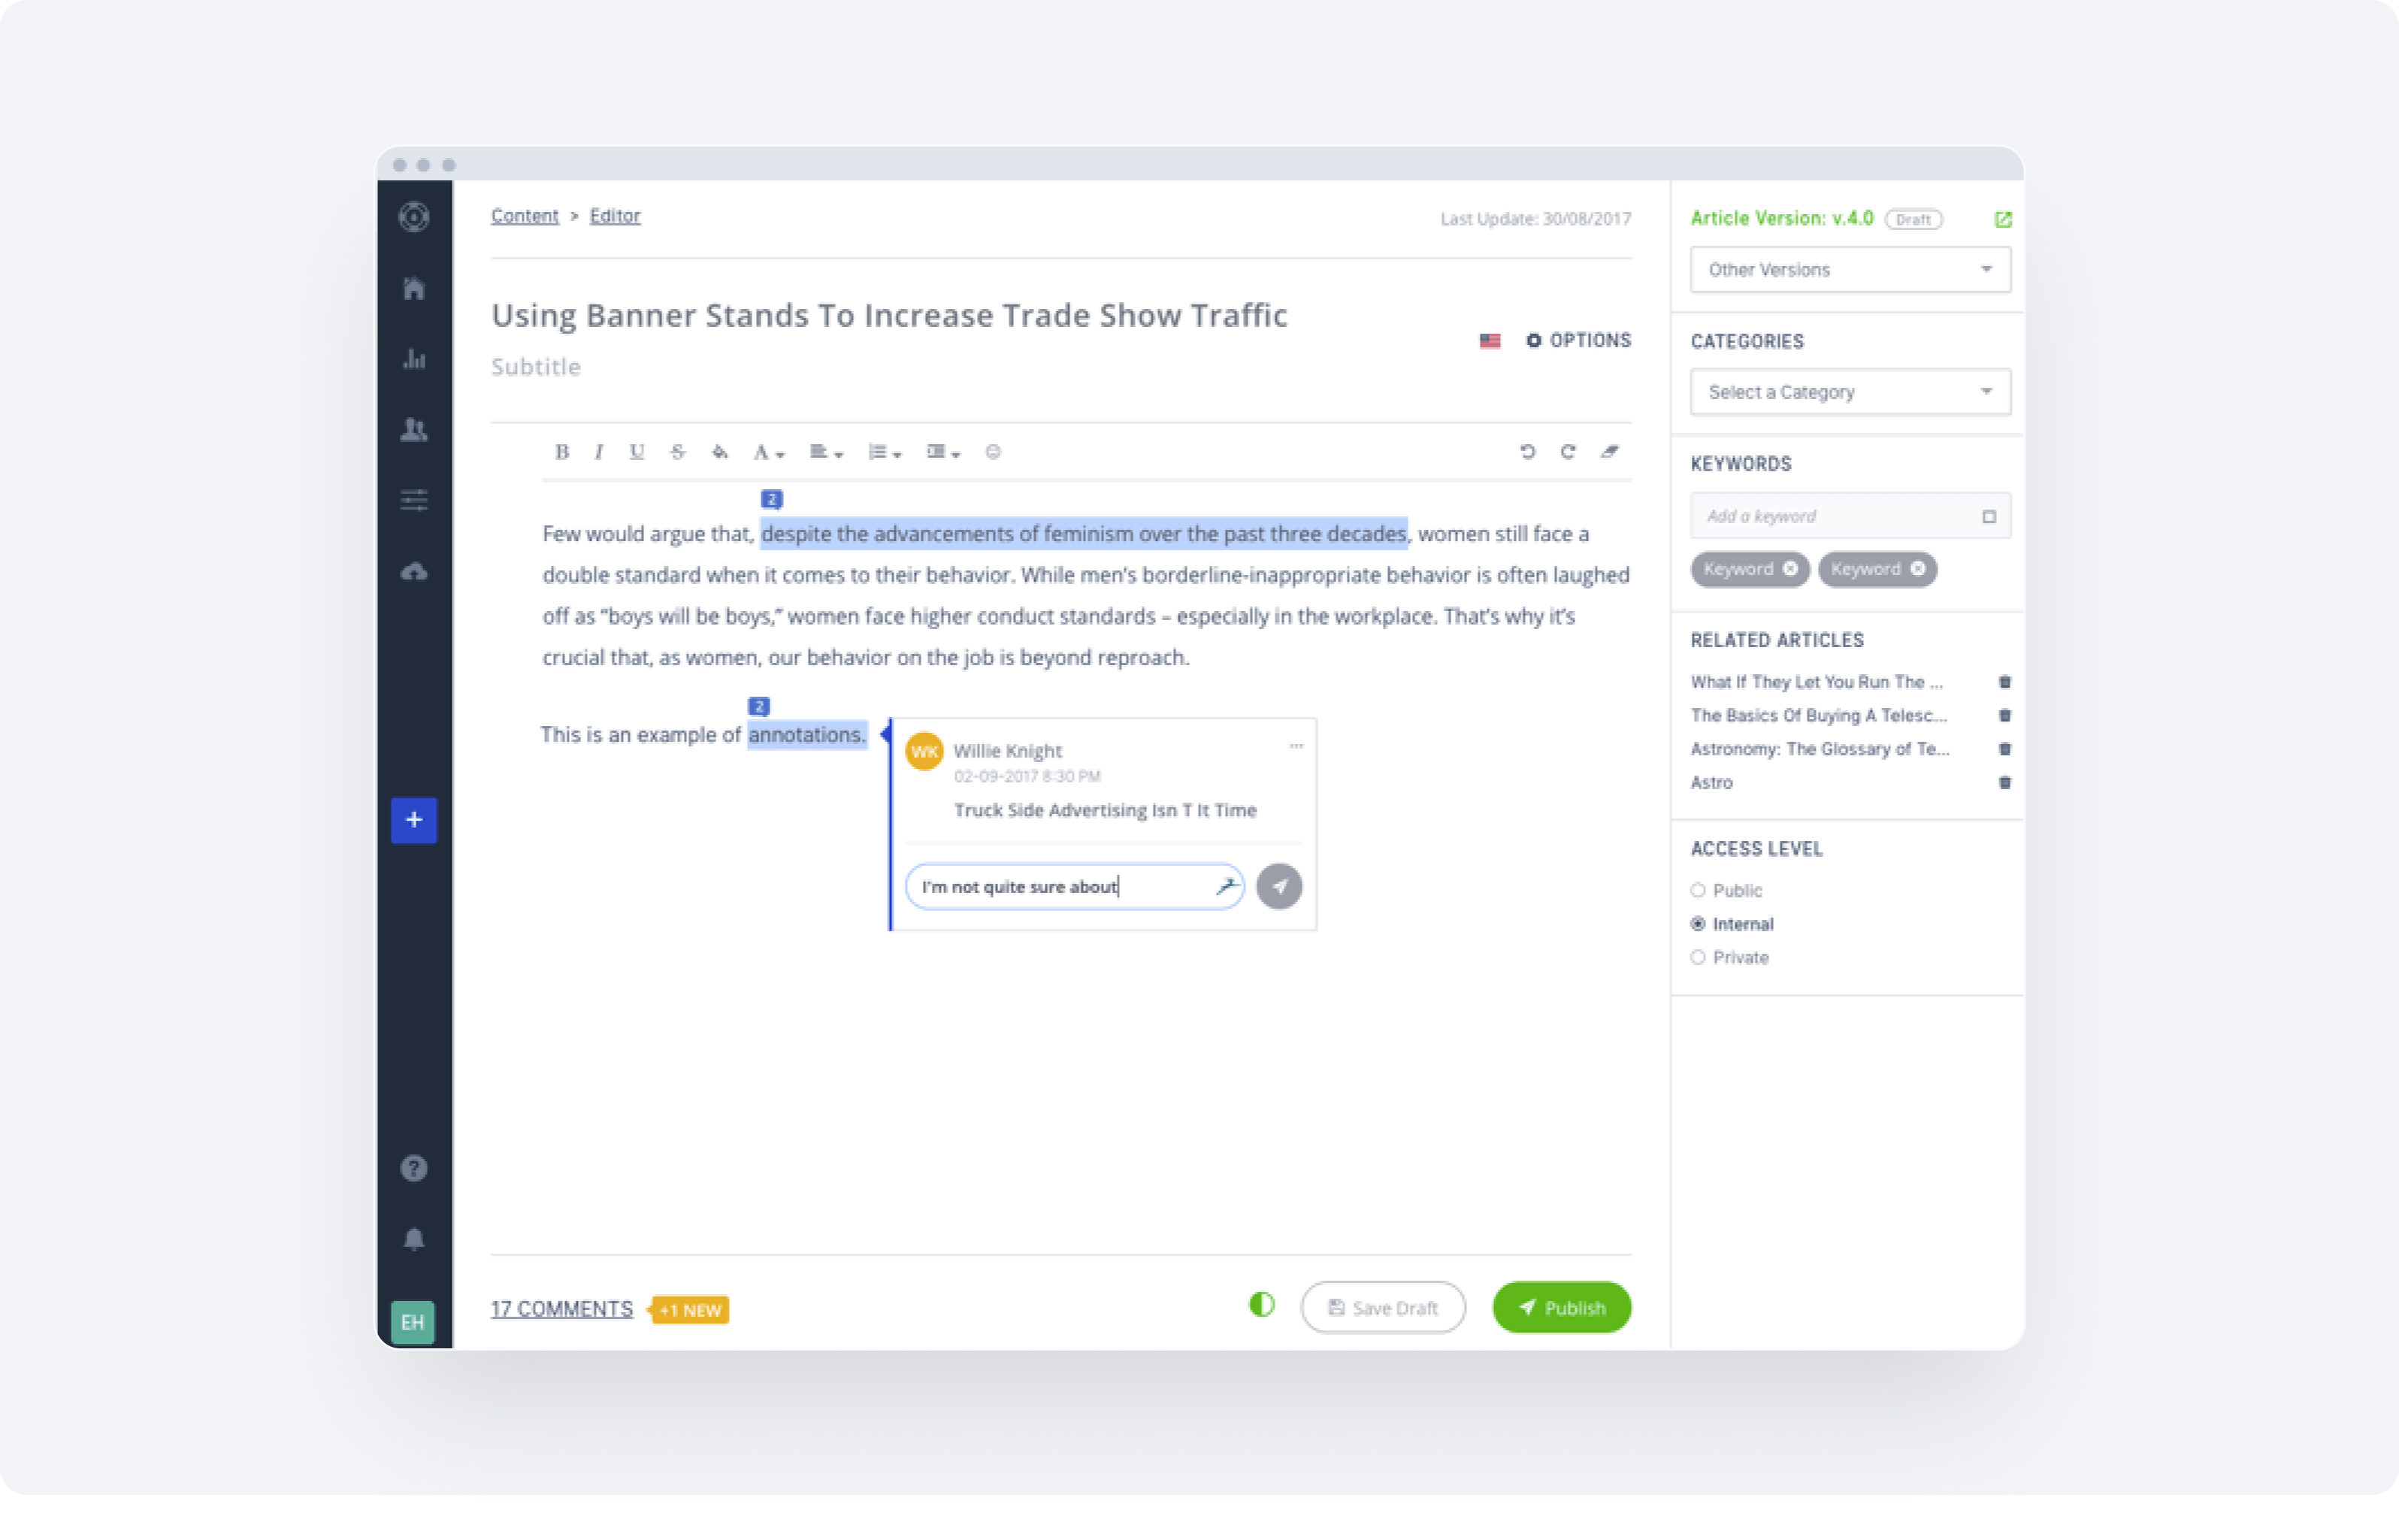 Content > Editor
Last Update: 30/08/2017
Using Banner Stands To Increase Trade Show Traffic
OPTIONS
Subtitle
B I U S A
2
Few would argue that, despite the advancements of feminism over the past three decades, women still face a
double standard when it comes to their behavior. While men's borderline-inappropriate behavior is often laughed
off as “boys will be boys,” women face higher conduct standards – especially in the workplace. That's why it's
crucial that, as women, our behavior on the job is beyond reproach.
2
This is an example of annotations.
WK Willie Knight
02-09-2017 8:30 PM
Truck Side Advertising Isn T It Time
I'm not quite sure about
+
?
EH
17 COMMENTS +1 NEW
Save Draft
Publish
Article Version: v.4.0 Draft
Other Versions
CATEGORIES
Select a Category
KEYWORDS
Add a keyword
Keyword Keyword
RELATED ARTICLES
What If They Let You Run The ...
The Basics Of Buying A Telesc...
Astronomy: The Glossary of Te...
Astro
ACCESS LEVEL
Public
Internal
Private